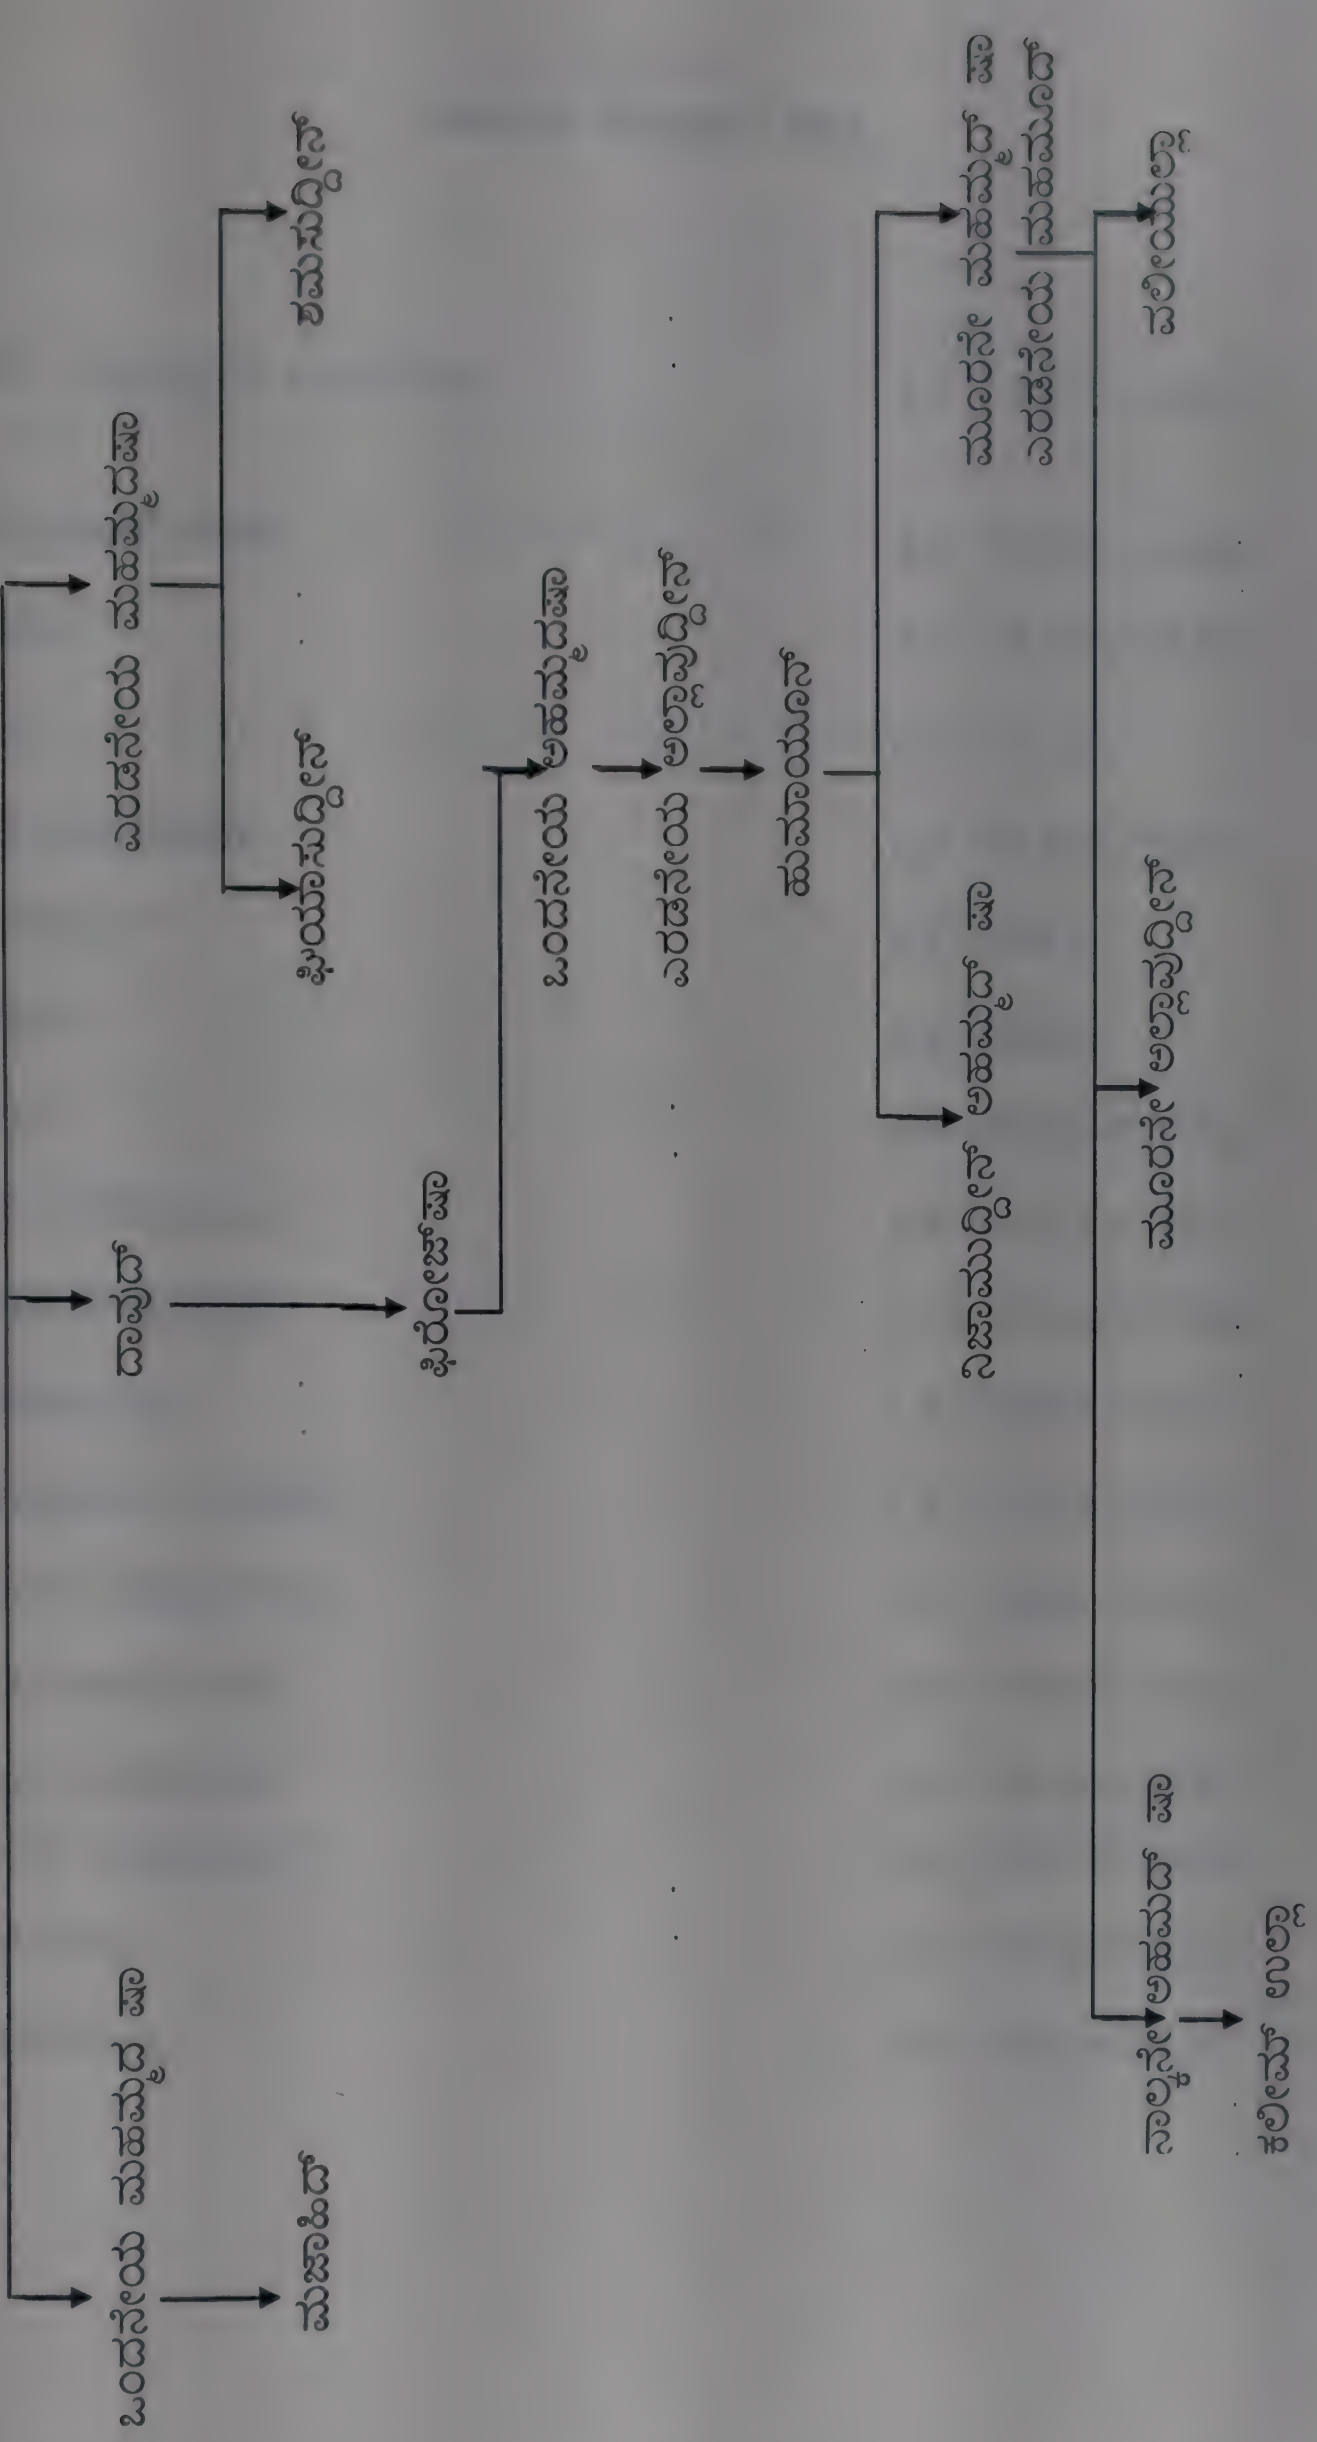 ಒಂದನೇಯ ಮಹಮ್ಮದ ಷಾ
ದಾವುದ್
ಎರಡನೇಯ ಮಹಮ್ಮದಷಾ
ಮಜಾಹಿದ್
ಘಿಯಾಸುದ್ದೀನ್
ಶಮಸುದ್ದೀನ್
ಫಿರೋಜ್‌ಷಾ
ಒಂದನೇಯ ಅಹಮ್ಮದಷಾ
ಎರಡನೇಯ ಅಲ್ಲಾವುದ್ದೀನ್
ಹುಮಾಯೂನ್
ನಿಜಾಮುದ್ದೀನ್ ಅಹಮ್ಮದ್ ಷಾ
ಮೂರನೇ ಮಹಮ್ಮದ್ ಷಾ
ಎರಡನೇಯ ಮಹಮೂದ್
ನಾಲ್ಕನೇ ಅಹಮದ್ ಷಾ
ಮೂರನೇ ಅಲ್ಲಾವುದ್ದೀನ್
ವಲೀಯುಲ್ಲಾ
ಕಲೀಮ್ ಉಲ್ಲಾ